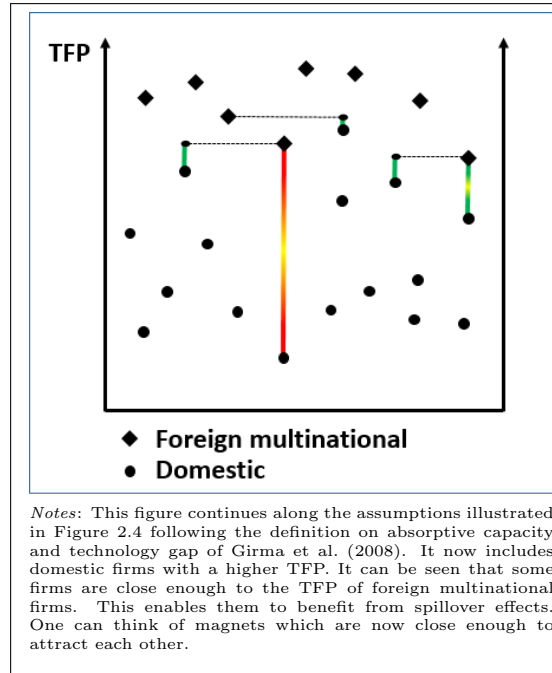 TFP
Foreign multinational
Domestic
Notes: This figure continues along the assumptions illustrated
in Figure 2.4 following the definition on absorptive capacity
and technology gap of Girma et al. (2008). It now includes
domestic firms with a higher TFP. It can be seen that some
firms are close enough to the TFP of foreign multinational
firms. This enables them to benefit from spillover effects.
One can think of magnets which are now close enough to
attract each other.